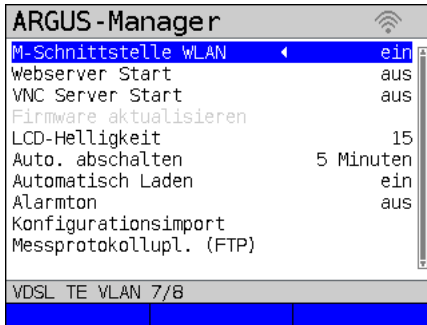 ARGUS-Manager
M-Schnittstelle WLAN ein
Webserver Start aus
VNC Server Start aus
Firmware aktualisieren
LCD-Helligkeit 15
Auto. abschalten 5 Minuten
Automatisch Laden ein
Alarmton aus
Konfigurationsimport
Messprotokollupl. (FTP)
VDSL TE VLAN 7/8